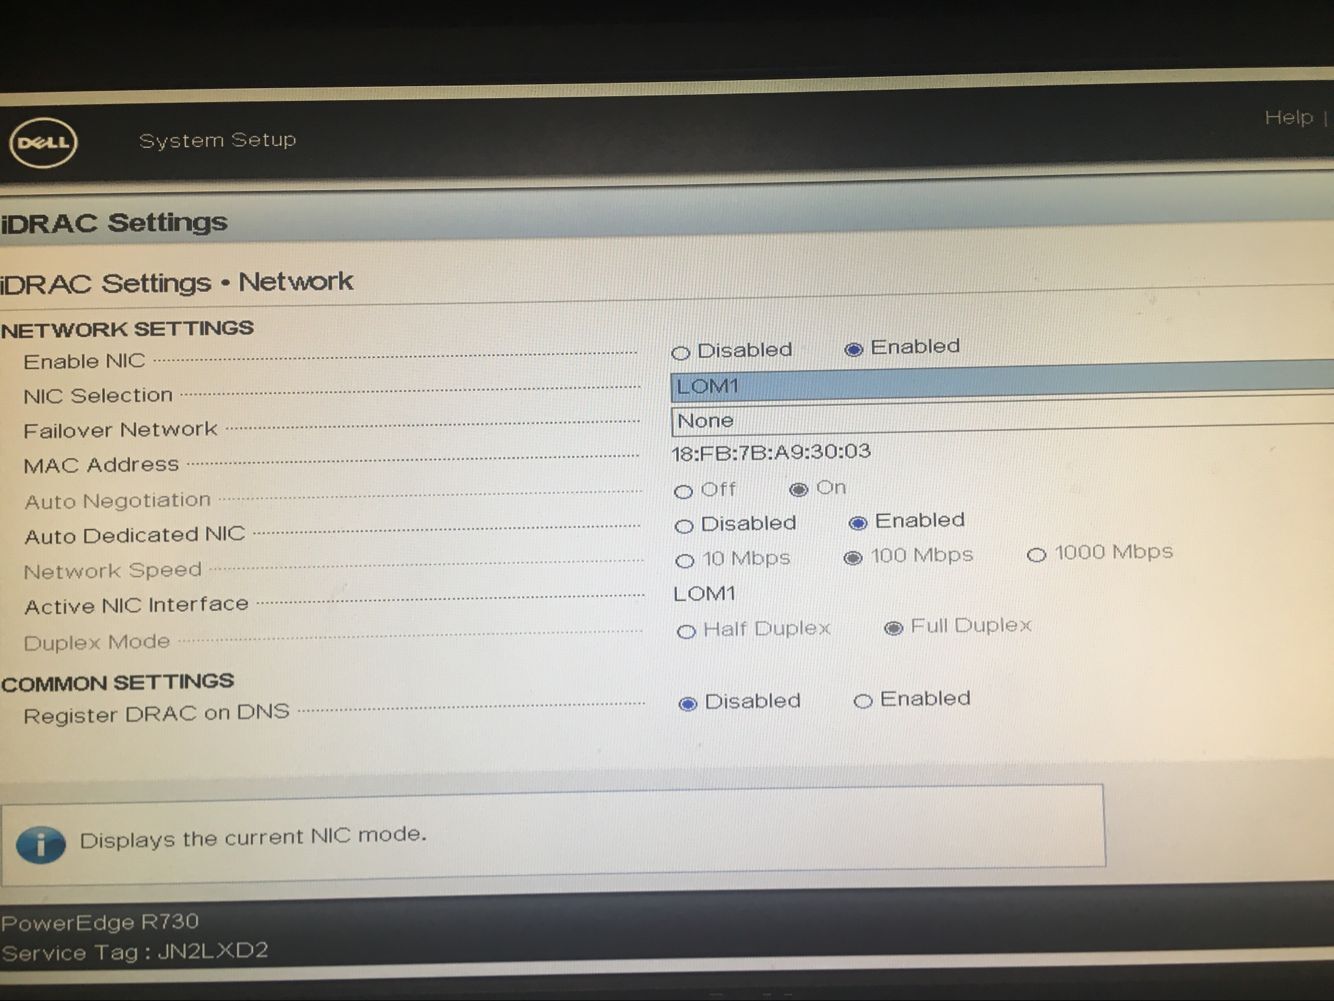 DELL
System Setup
Help |
iDRAC Settings
iDRAC Settings • Network
NETWORK SETTINGS
Enable NIC Disabled Enabled
NIC Selection LOM1
Failover Network None
MAC Address 18:FB:7B:A9:30:03
Auto Negotiation Off On
Auto Dedicated NIC Disabled Enabled
Network Speed 10 Mbps 100 Mbps 1000 Mbps
Active NIC Interface LOM1
Duplex Mode Half Duplex Full Duplex
COMMON SETTINGS
Register DRAC on DNS Disabled Enabled
i Displays the current NIC mode.
PowerEdge R730
Service Tag : JN2LXD2